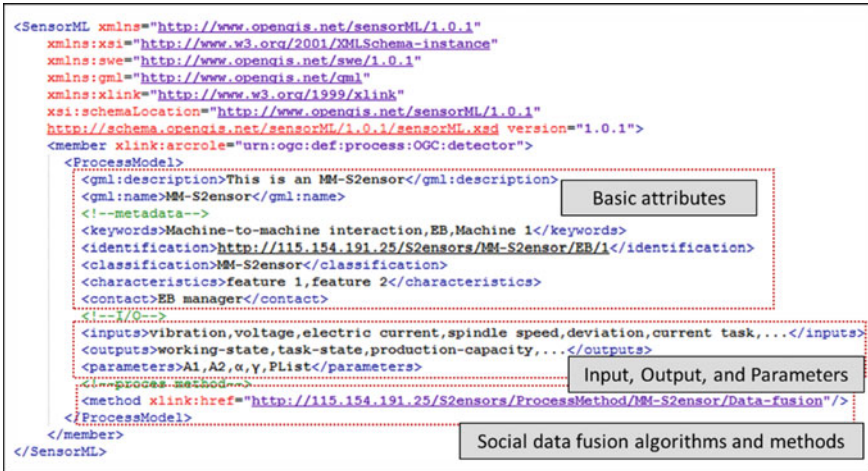 <SensorML xmlns="http://www.opengis.net/sensorML/1.0.1"
xmlns:xsi="http://www.w3.org/2001/XMLSchema-instance"
xmlns:swe="http://www.opengis.net/swe/1.0.1"
xmlns:gml="http://www.opengis.net/gml"
xmlns:xlink="http://www.w3.org/1999/xlink"
xsi:schemaLocation="http://www.opengis.net/sensorML/1.0.1
http://schema.opengis.net/sensorML/1.0.1/sensorML.xsd version="1.0.1">
<member xlink:arcrole="urn:ogc:def:process:OGC:detector">
<ProcessModel>
<gml:description>This is an MM-S2ensor</gml:description>
<gml:name>MM-S2ensor</gml:name>
Basic attributes
<!--metadata-->
<keywords>Machine-to-machine interaction,EB,Machine 1</keywords>
<identification>http://115.154.191.25/S2ensors/MM-S2ensor/EB/1</identification>
<classification>MM-S2ensor</classification>
<characteristics>feature 1,feature 2</characteristics>
<contact>EB manager</contact>
<!--I/O-->
<inputs>vibration,voltage,electric current,spindle speed,deviation,current task,...</inputs>
<outputs>working-state,task-state,production-capacity,...</outputs>
<parameters>A1,A2,α,γ,PList</parameters>
Input, Output, and Parameters
<!--proces method-->
<method xlink:href="http://115.154.191.25/S2ensors/ProcessMethod/MM-S2ensor/Data-fusion"/>
</ProcessModel>
</member>
Social data fusion algorithms and methods
</SensorML>